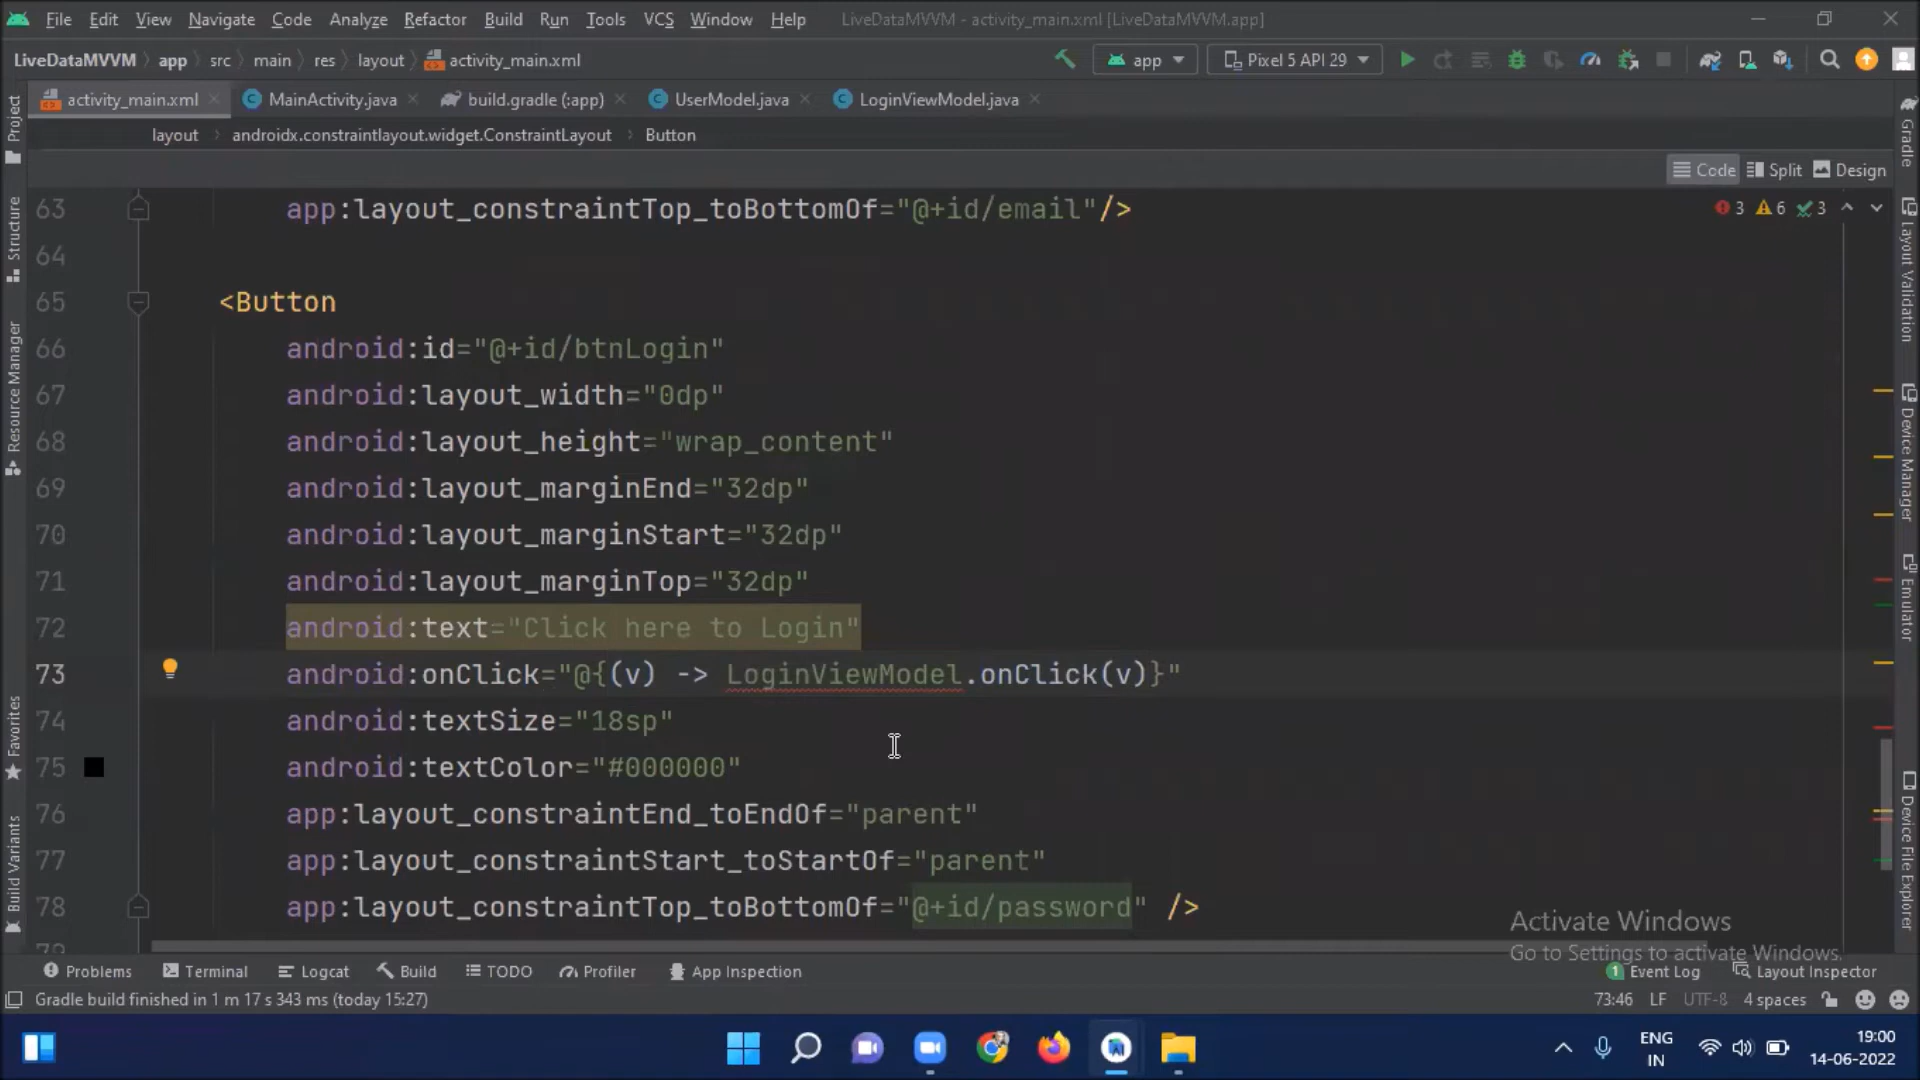 File Edit View Navigate Code Analyze Refactor Build Run Tools VCS Window Help LiveDataMVVM - activity_main.xml [LiveDataMVVM.app]
LiveDataMVVM app src main res layout activity_main.xml app Pixel 5 API 29
activity_main.xml MainActivity.java build.gradle (:app) UserModel.java LoginViewModel.java
layout androidx.constraintlayout.widget.ConstraintLayout Button
Code Split Design
3 6 3
63 app:layout_constraintTop_toBottomOf="@+id/email"/>
64
65 <Button
66 android:id="@+id/btnLogin"
67 android:layout_width="0dp"
68 android:layout_height="wrap_content"
69 android:layout_marginEnd="32dp"
70 android:layout_marginStart="32dp"
71 android:layout_marginTop="32dp"
72 android:text="Click here to Login"
73 android:onClick="@{(v) -> LoginViewModel.onClick(v)}"
74 android:textSize="18sp"
75 android:textColor="#000000"
76 app:layout_constraintEnd_toEndOf="parent"
77 app:layout_constraintStart_toStartOf="parent"
78 app:layout_constraintTop_toBottomOf="@+id/password" />
79
Project
Structure
Resource Manager
Favorites
Build Variants
Gradle
Layout Validation
Device Manager
Emulator
Device File Explorer
Activate Windows
Go to Settings to activate Windows.
Problems Terminal Logcat Build TODO Profiler App Inspection 1 Event Log Layout Inspector
Gradle build finished in 1 m 17 s 343 ms (today 15:27) 73:46 LF UTF-8 4 spaces
ENG
IN
19:00
14-06-2022